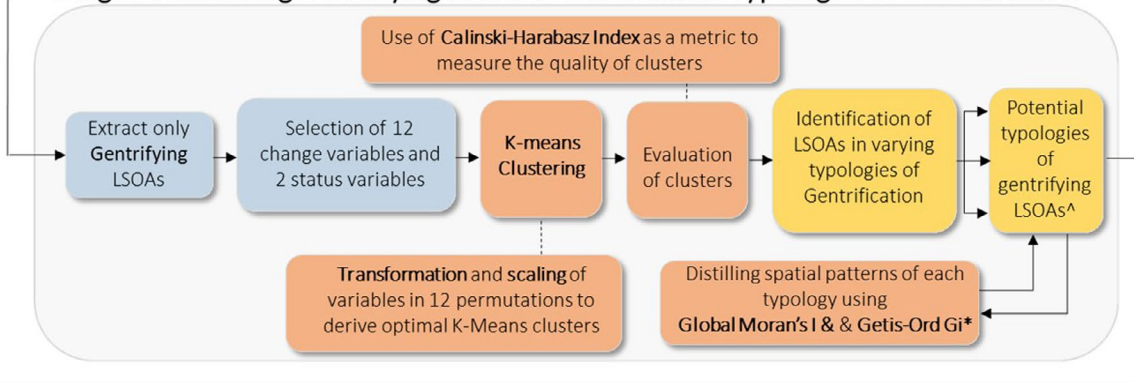 Use of Calinski-Harabasz Index as a metric to
measure the quality of clusters
Extract only
Gentrifying
LSOAs
Selection of 12
change variables and
2 status variables
K-means
Clustering
Evaluation
of clusters
Identification of
LSOAs in varying
typologies of
Gentrification
Potential
typologies
of
gentrifying
LSOAs^
Transformation and scaling of
variables in 12 permutations to
derive optimal K-Means clusters
Distilling spatial patterns of each
typology using
Global Moran's I & & Getis-Ord Gi*